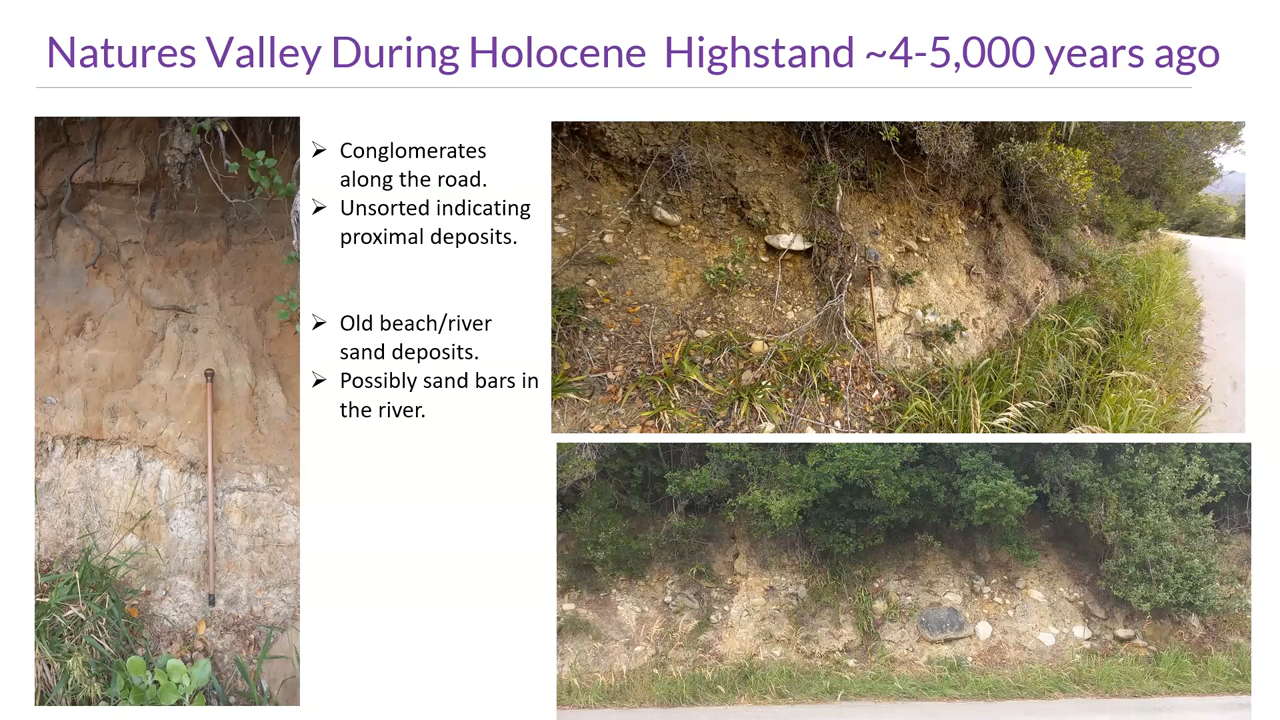 Natures Valley During Holocene  Highstand ~4-5,000 years ago
➢ Conglomerates
along the road.
➢ Unsorted indicating
proximal deposits.
➢ Old beach/river
sand deposits.
➢ Possibly sand bars in
the river.